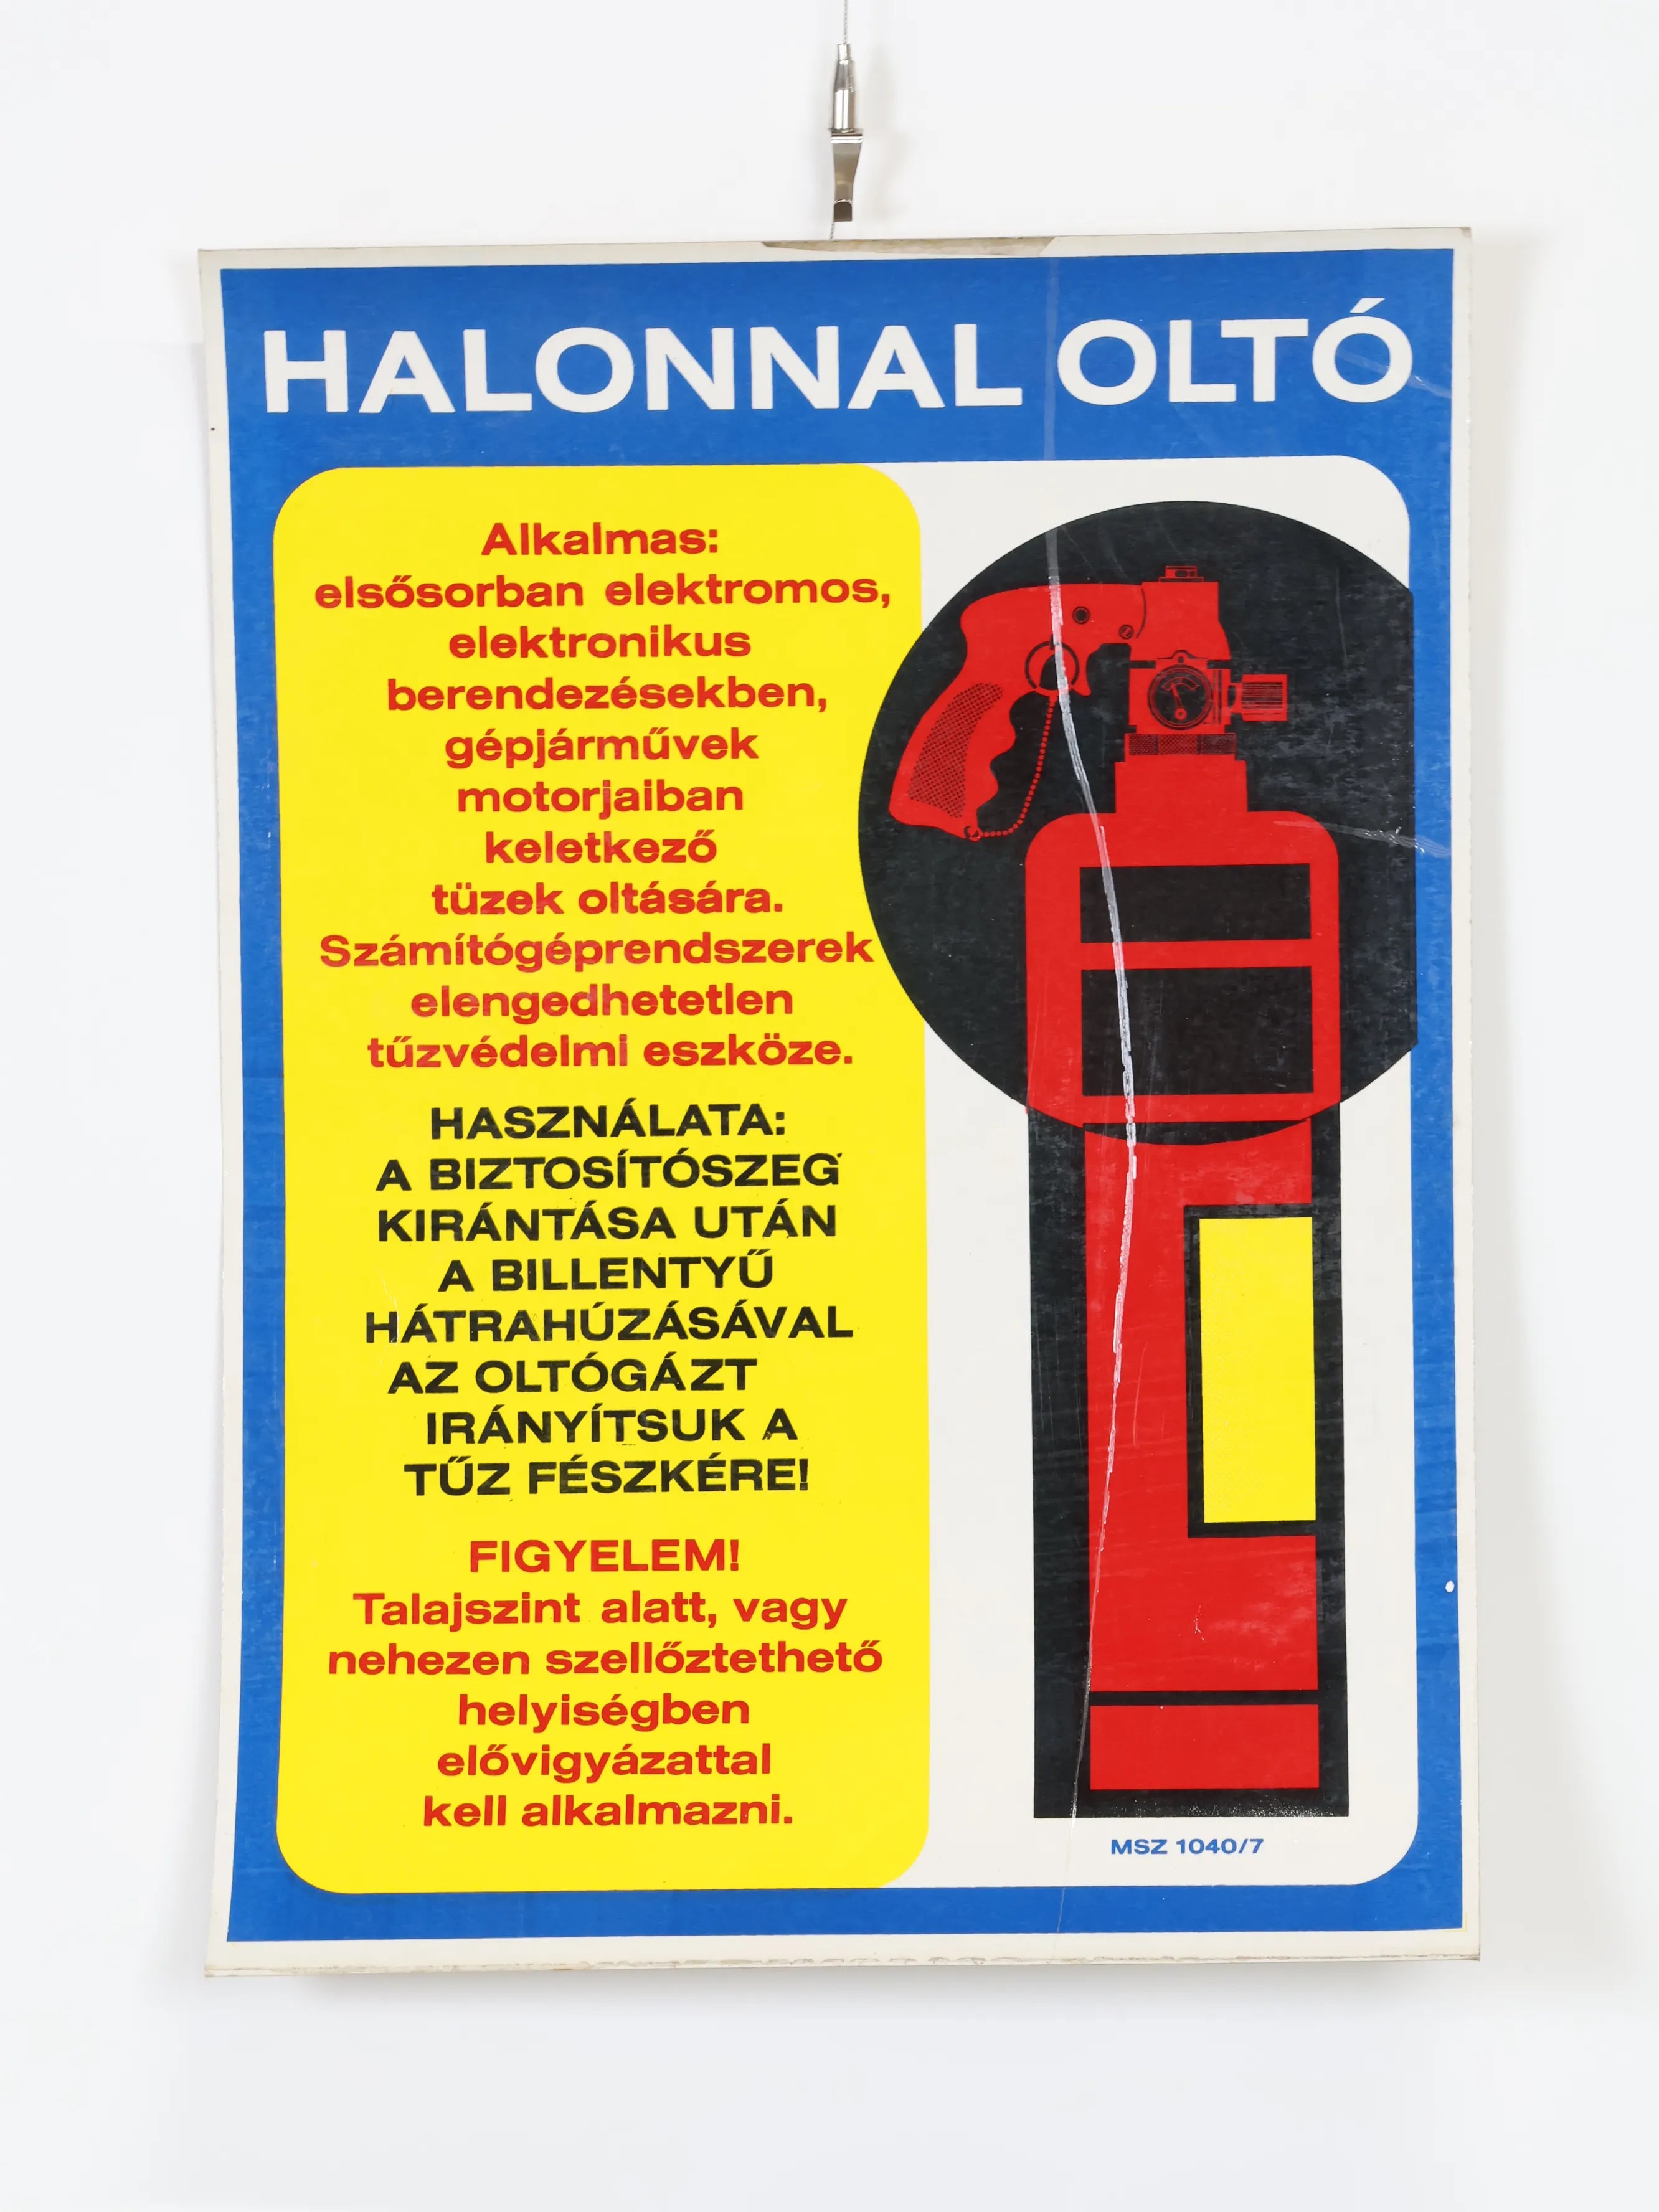 HALONNAL OLTÓ
Alkalmas:
elsősorban elektromos,
elektronikus
berendezésekben,
gépjárművek
motorjaiban
keletkező
tüzek oltására.
Számítógéprendszerek
elengedhetetlen
tűzvédelmi eszköze.
HASZNÁLATA:
A BIZTOSÍTÓSZEG
KIRÁNTÁSA UTÁN
A BILLENTYŰ
HÁTRAHÚZÁSÁVAL
AZ OLTÓGÁZT
IRÁNYÍTSUK A
TŰZ FÉSZKÉRE!
FIGYELEM!
Talajszint alatt, vagy
nehezen szellőztethető
helyiségben
elővigyázattal
kell alkalmazni.
MSZ 1040/7